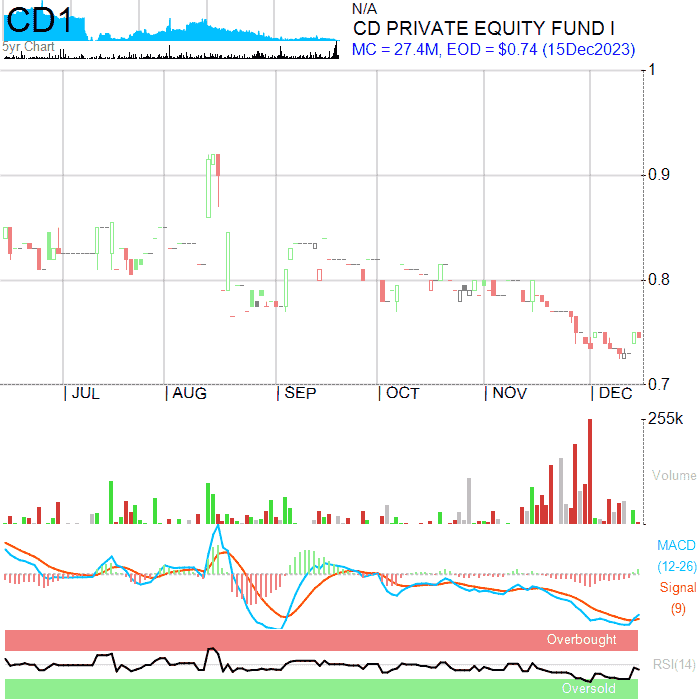 CD1
5yr Chart
N/A
CD PRIVATE EQUITY FUND I
MC = 27.4M, EOD = $0.74 (15Dec2023)
1
0.9
0.8
0.7
JUL AUG SEP OCT NOV DEC
255k
Volume
MACD
(12-26)
Signal
(9)
Overbought
RSI(14)
Oversold